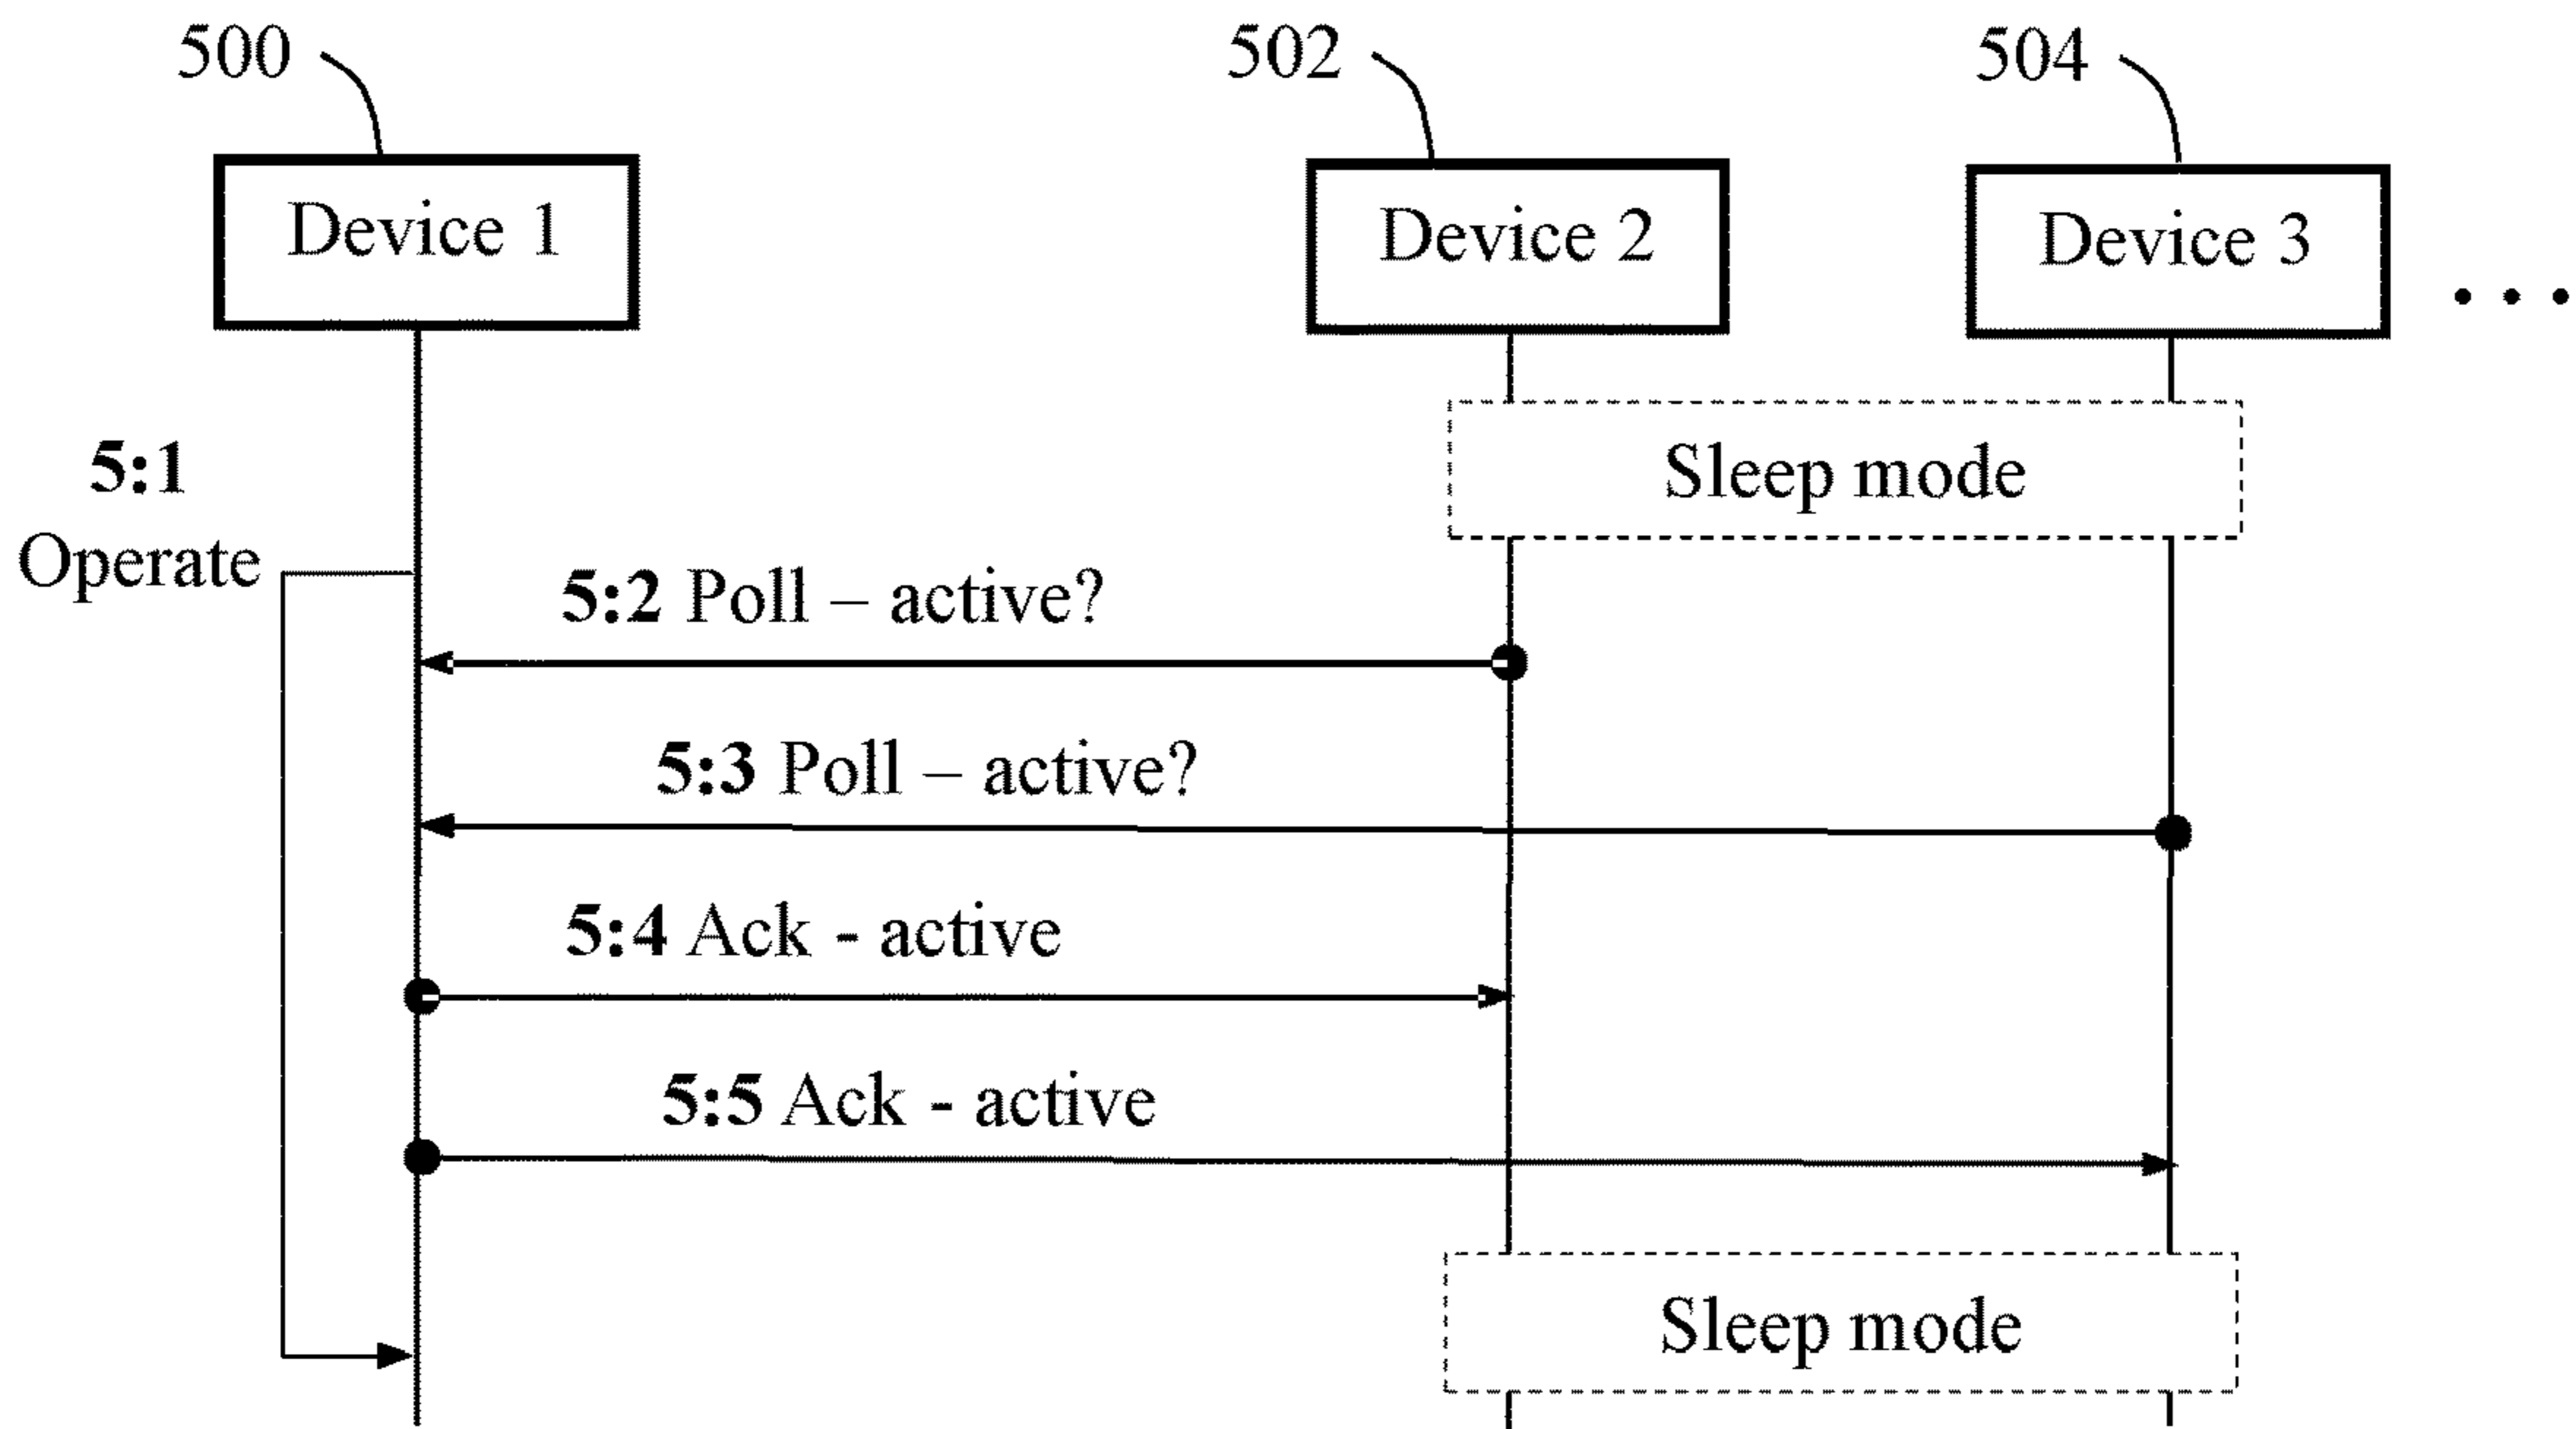 500
502
504
Device 1
Device 2
Device 3
. . .
5:1
Operate
Sleep mode
5:2 Poll – active?
5:3 Poll – active?
5:4 Ack - active
5:5 Ack - active
Sleep mode